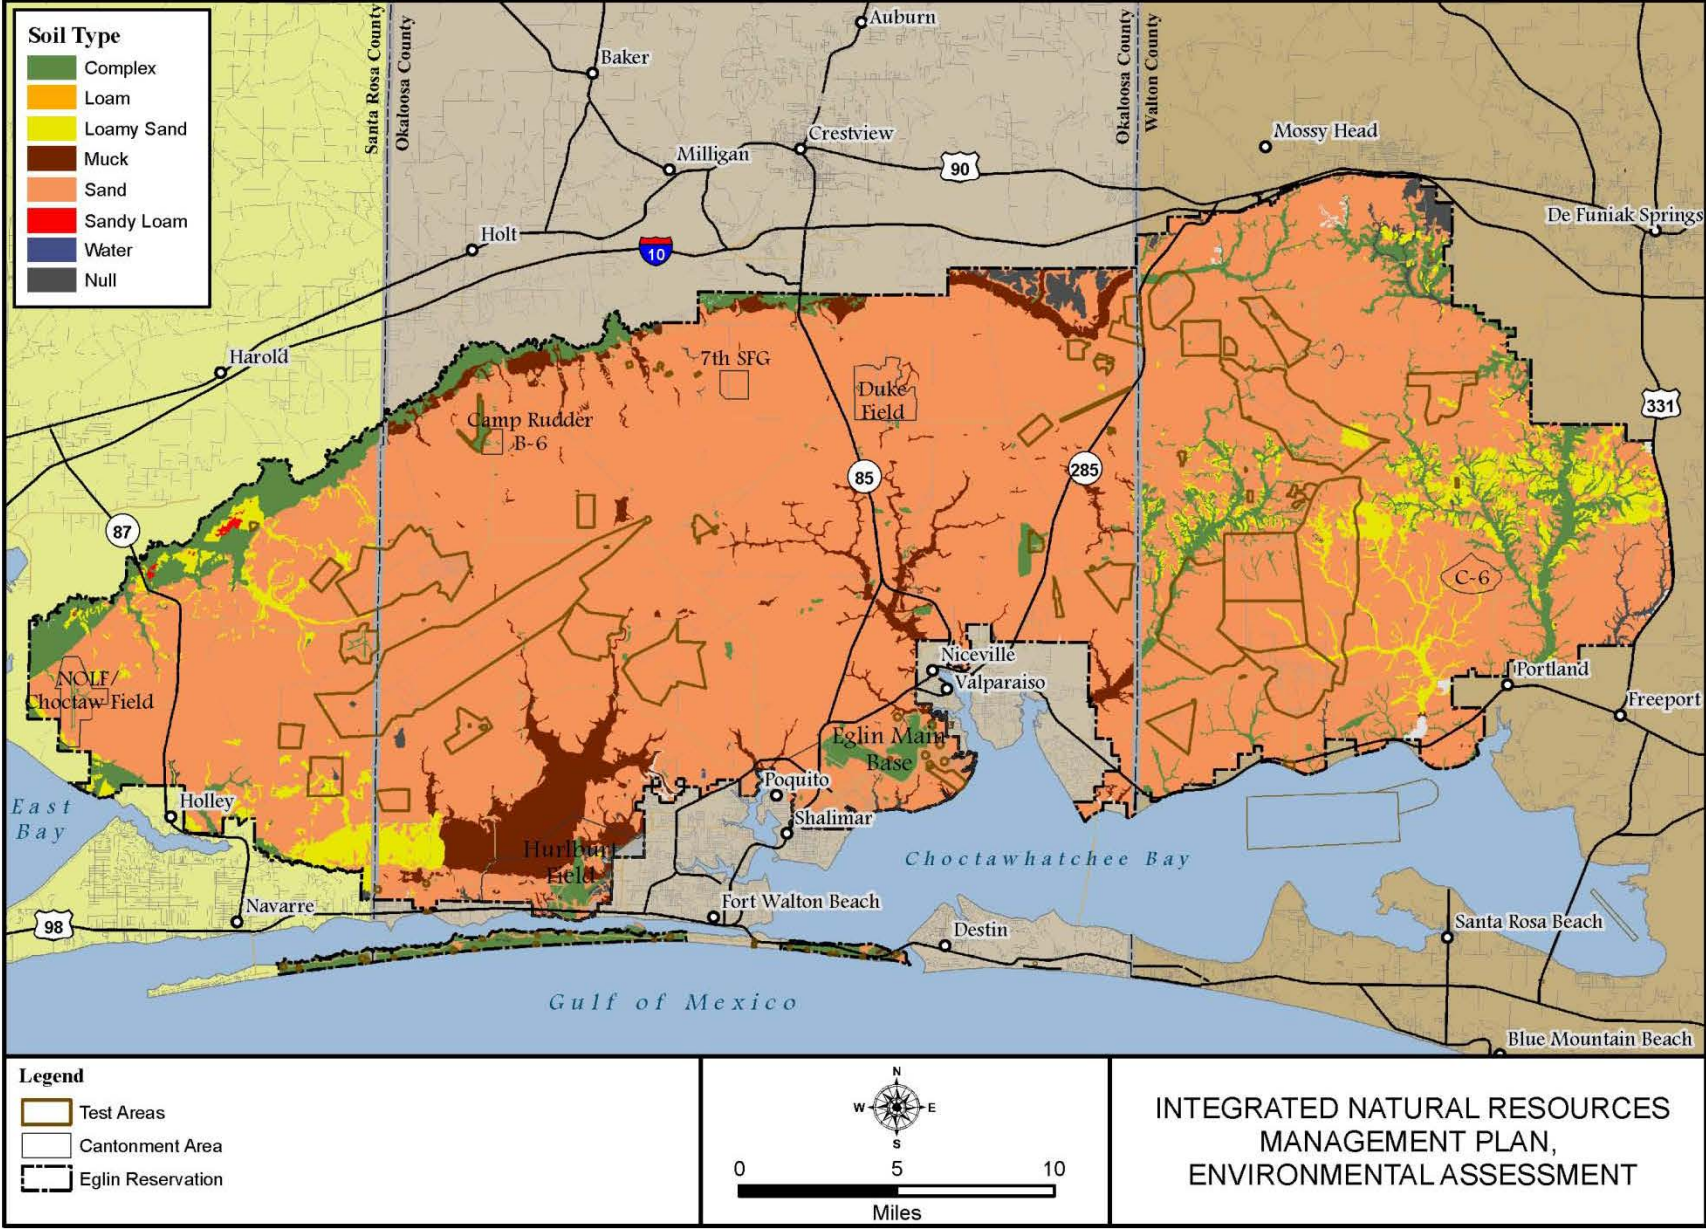 Soil Type
Complex
Loam
Loamy Sand
Muck
Sand
Sandy Loam
Water
Null
Santa Rosa County
Okaloosa County
Okaloosa County
Walton County
Auburn
Baker
Crestview
Milligan
Mossy Head
90
De Funiak Springs
Holt
10
Harold
7th SFG
Duke
Field
331
Camp Rudder
B-6
85
285
87
C-6
Niceville
Valparaiso
Portland
Freeport
NOLF/
Choctaw Field
Eglin Main
Base
Poquito
Holley
Shalimar
East
Bay
Hurlburt
Field
Choctawhatchee Bay
Navarre
Fort Walton Beach
98
Destin
Santa Rosa Beach
Gulf of Mexico
Blue Mountain Beach
Legend
Test Areas
Cantonment Area
Eglin Reservation
N
W E
S
0 5 10
Miles
INTEGRATED NATURAL RESOURCES
MANAGEMENT PLAN,
ENVIRONMENTAL ASSESSMENT